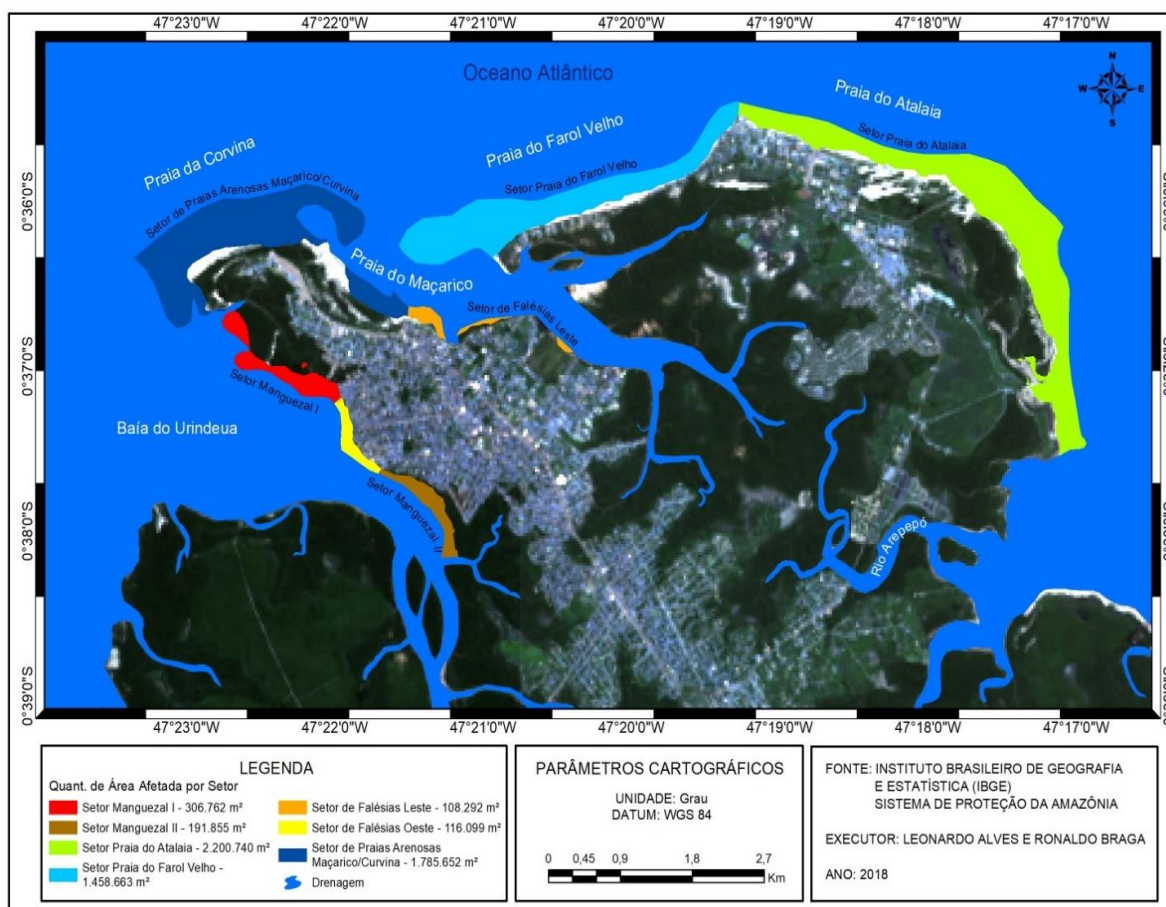 47°23'0"W 47°22'0"W 47°21'0"W 47°20'0"W 47°19'0"W 47°18'0"W 47°17'0"W
Oceano Atlântico
N
W E
S
Praia do Atalaia
Setor Praia do Atalaia
Praia do Farol Velho
Setor Praia do Farol Velho
Praia da Corvina
Setor de Praias Arenosas Maçarico/Curvina
0°36'0"S
Praia do Maçarico
Setor de Falésias Leste
0°37'0"S
Setor Manguezal I
Baía do Urindeua
Setor Manguezal II
0°38'0"S
Rio Arepepó
0°39'0"S
47°23'0"W 47°22'0"W 47°21'0"W 47°20'0"W 47°19'0"W 47°18'0"W 47°17'0"W
LEGENDA
Quant. de Área Afetada por Setor
Setor Manguezal I - 306.762 m²
Setor Manguezal II - 191.855 m²
Setor Praia do Atalaia - 2.200.740 m²
Setor Praia do Farol Velho -
1.458.663 m²
Setor de Falésias Leste - 108.292 m²
Setor de Falésias Oeste - 116.099 m²
Setor de Praias Arenosas
Maçarico/Curvina - 1.785.652 m²
Drenagem
PARÂMETROS CARTOGRÁFICOS
UNIDADE: Grau
DATUM: WGS 84
0 0,45 0,9 1,8 2,7
Km
FONTE: INSTITUTO BRASILEIRO DE GEOGRAFIA
E ESTATÍSTICA (IBGE)
SISTEMA DE PROTEÇÃO DA AMAZÔNIA
EXECUTOR: LEONARDO ALVES E RONALDO BRAGA
ANO: 2018